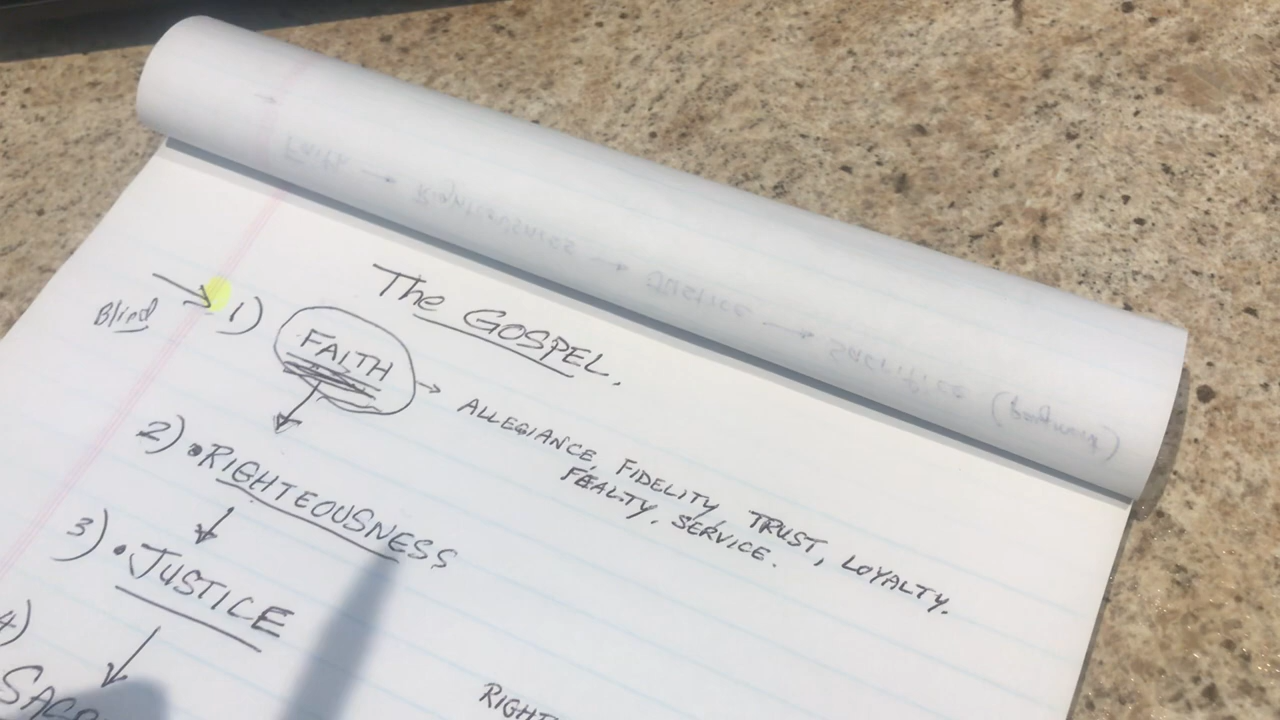 The GOSPEL.
Blind
1) FAITH
ALLEGIANCE, FIDELITY, TRUST, LOYALTY.
FEALTY, SERVICE.
2) • RIGHTEOUSNESS
3) • JUSTICE
4)